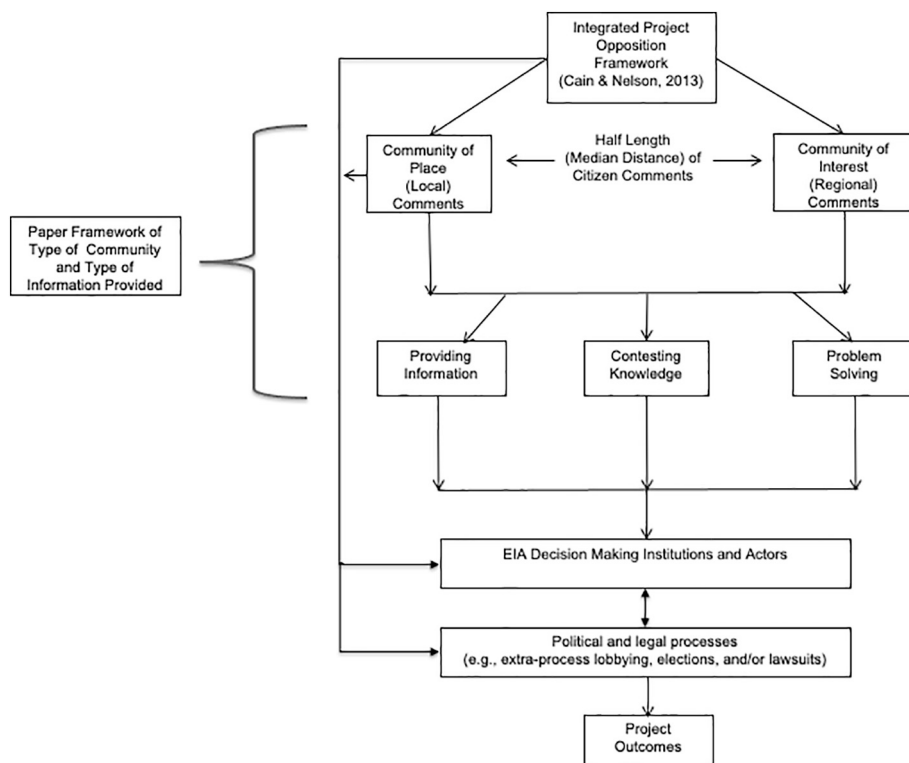 Integrated Project
Opposition
Framework
(Cain & Nelson, 2013)
Community of
Place
(Local)
Comments
Half Length
(Median Distance) of
Citizen Comments
Community of
Interest
(Regional)
Comments
Paper Framework of
Type of Community
and Type of
Information Provided
Providing
Information
Contesting
Knowledge
Problem
Solving
EIA Decision Making Institutions and Actors
Political and legal processes
(e.g., extra-process lobbying, elections, and/or lawsuits)
Project
Outcomes